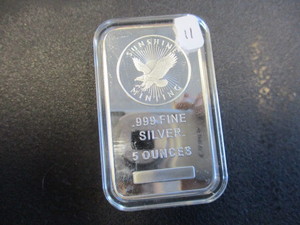 11
SUNSHINE
MINTING
.999 FINE
SILVER
5 OUNCES